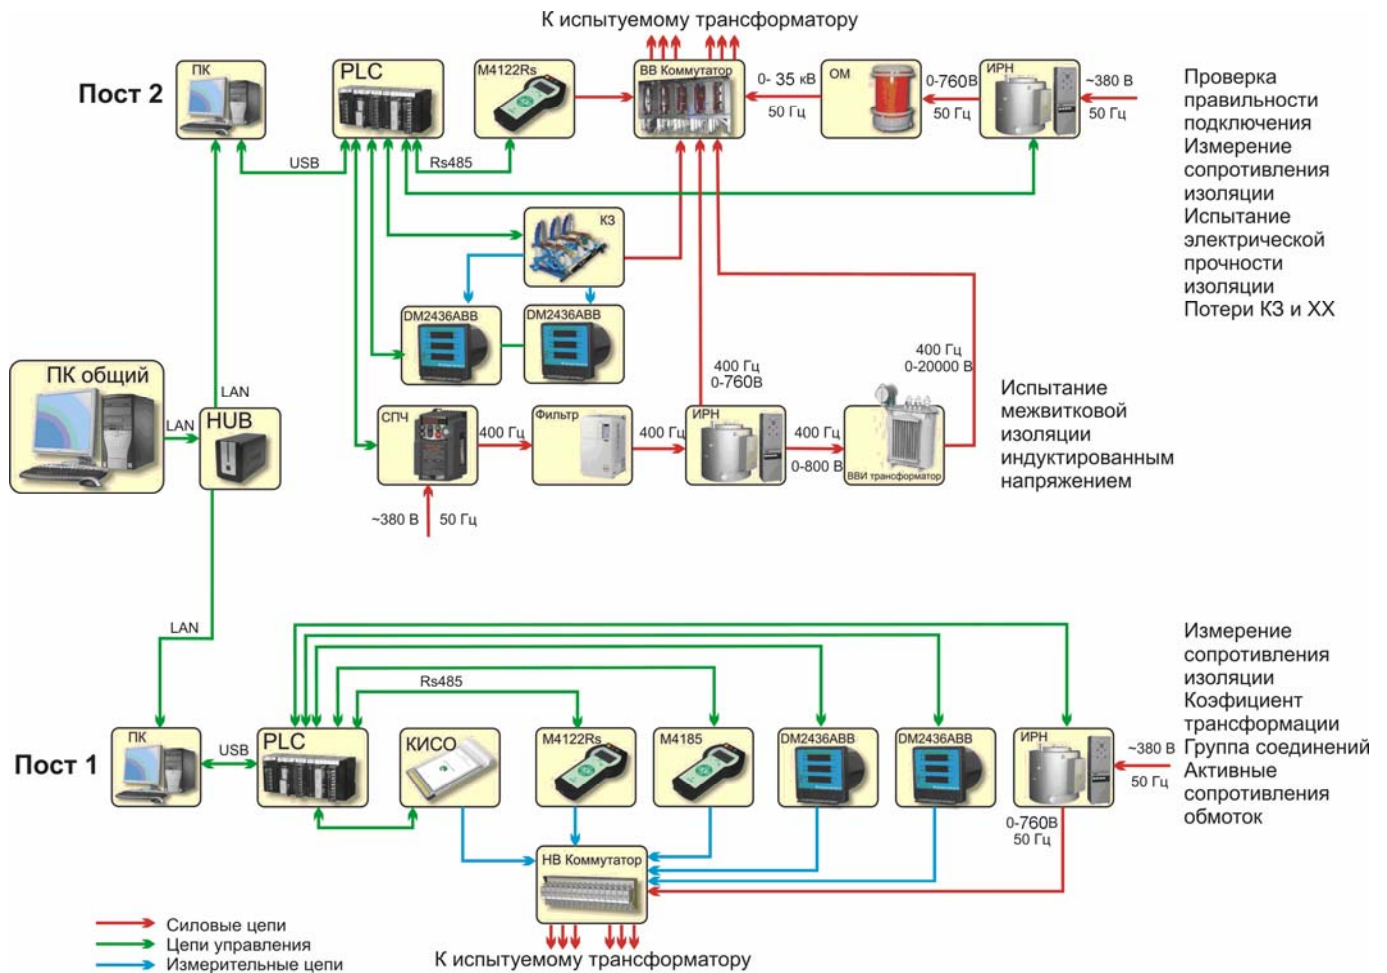 К испытуемому трансформатору
Пост 2
ПК
PLC
M4122Rs
ВВ Коммутатор
0- 35 кВ
50 Гц
ОМ
0-760В
50 Гц
ИРН
~380 В
50 Гц
Проверка
правильности
подключения
Измерение
сопротивления
изоляции
Испытание
электрической
прочности
изоляции
Потери КЗ и ХХ
USB
Rs485
КЗ
DM2436ABB
DM2436ABB
ПК общий
LAN
LAN
HUB
СПЧ
400 Гц
Фильтр
400 Гц
400 Гц
0-760В
ИРН
400 Гц
0-800 В
400 Гц
0-20000 В
ВВИ трансформатор
Испытание
межвитковой
изоляции
индуктированным
напряжением
~380 В
50 Гц
LAN
Rs485
Пост 1
ПК
USB
PLC
КИСО
M4122Rs
M4185
DM2436ABB
DM2436ABB
ИРН
~380 В
50 Гц
0-760В
50 Гц
Измерение
сопротивления
изоляции
Коэфициент
трансформации
Группа соединений
Активные
сопротивления
обмоток
НВ Коммутатор
К испытуемому трансформатору
Силовые цепи
Цепи управления
Измерительные цепи